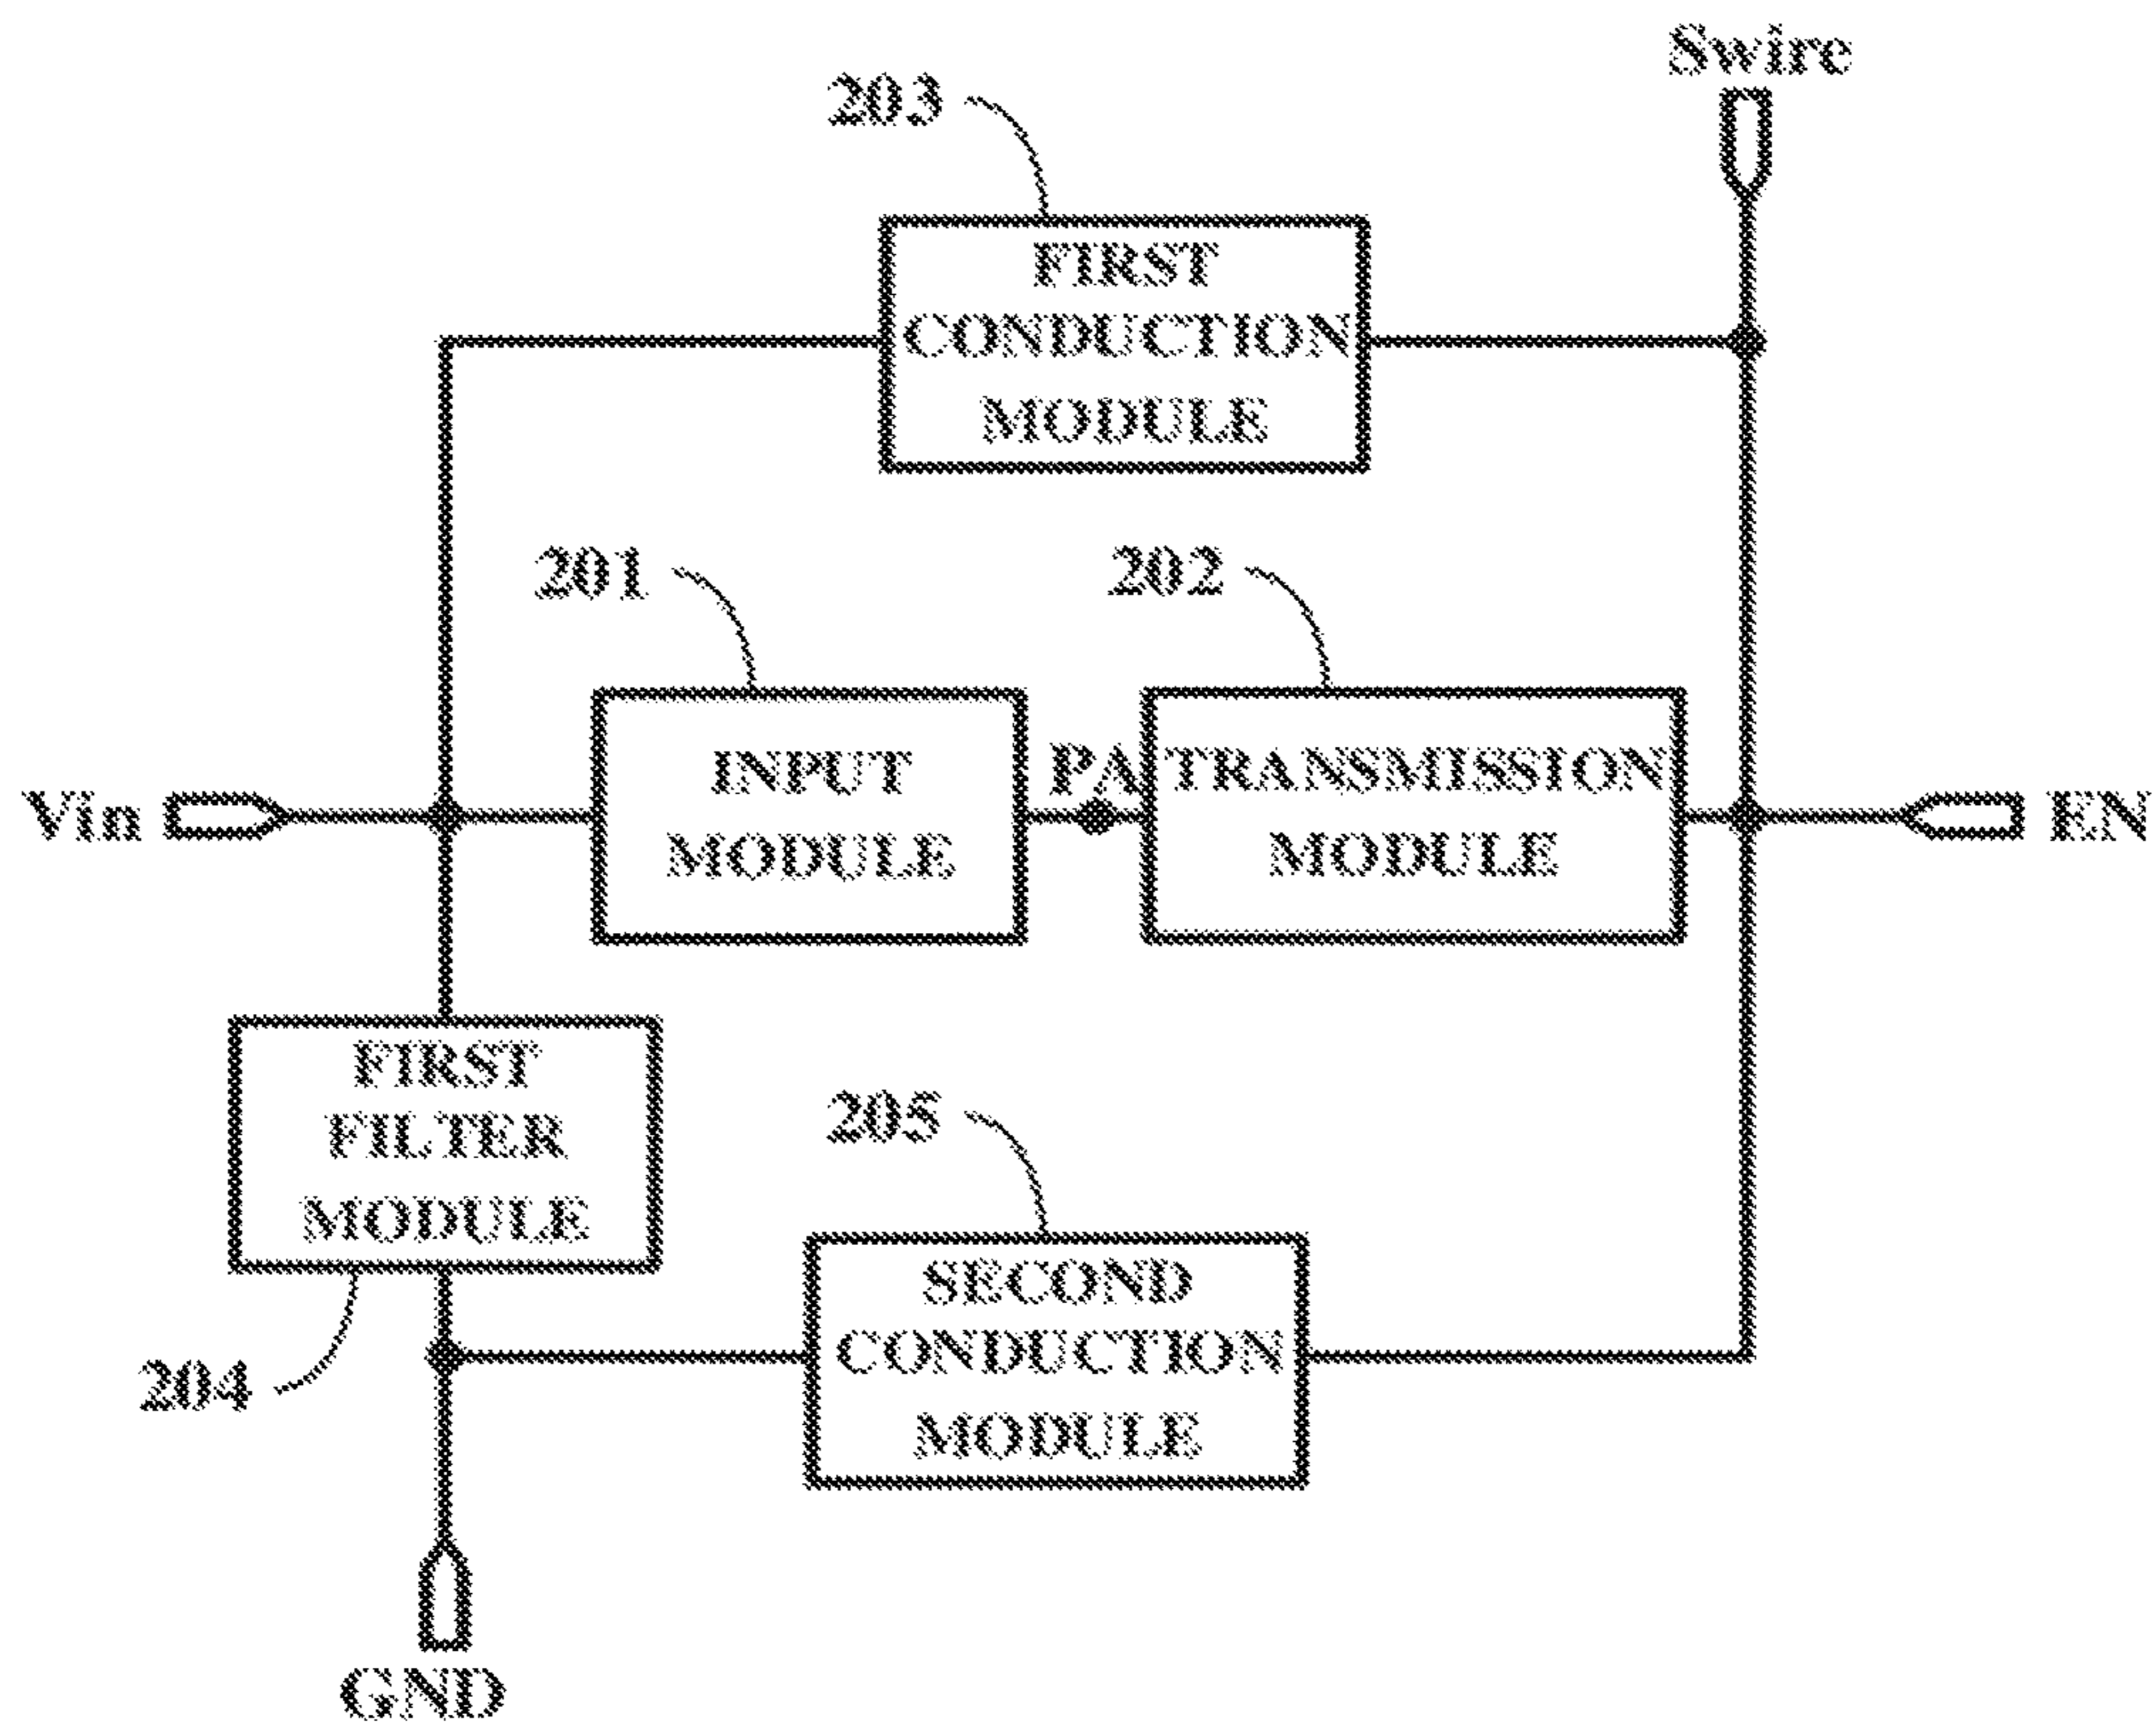 Swire
203
FIRST
CONDUCTION
MODULE
201
202
INPUT
MODULE
PA
TRANSMISSION
MODULE
Vin
EN
FIRST
FILTER
MODULE
205
SECOND
CONDUCTION
MODULE
204
GND